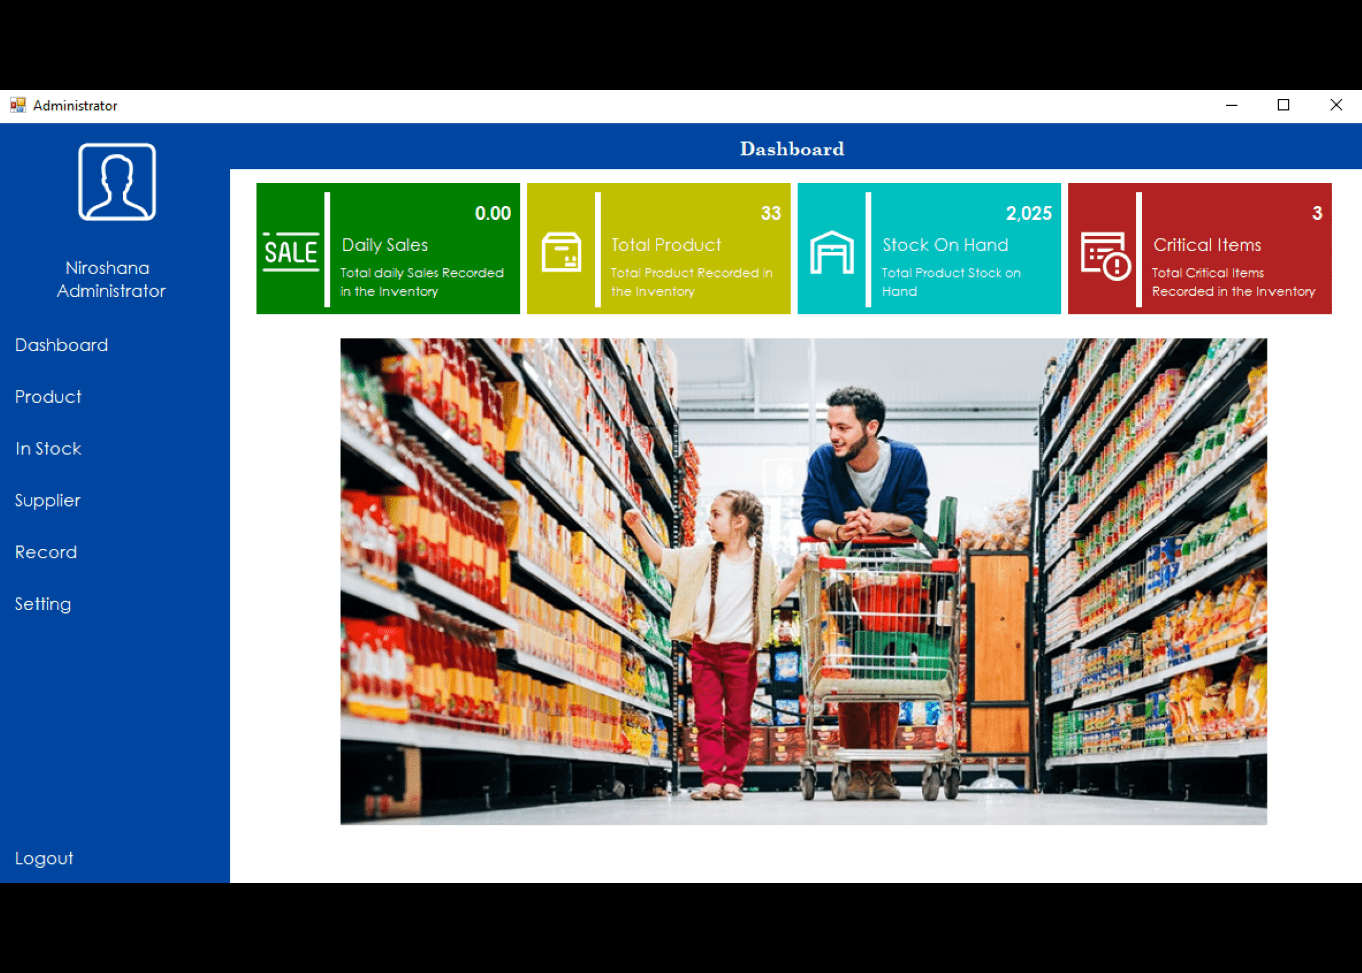 Administrator
Dashboard
Niroshana
Administrator
Dashboard
Product
In Stock
Supplier
Record
Setting
Logout
SALE
0.00
Daily Sales
Total daily Sales Recorded
in the Inventory
33
Total Product
Total Product Recorded in
the Inventory
2,025
Stock On Hand
Total Product Stock on
Hand
3
Critical Items
Total Critical Items
Recorded in the Inventory
6